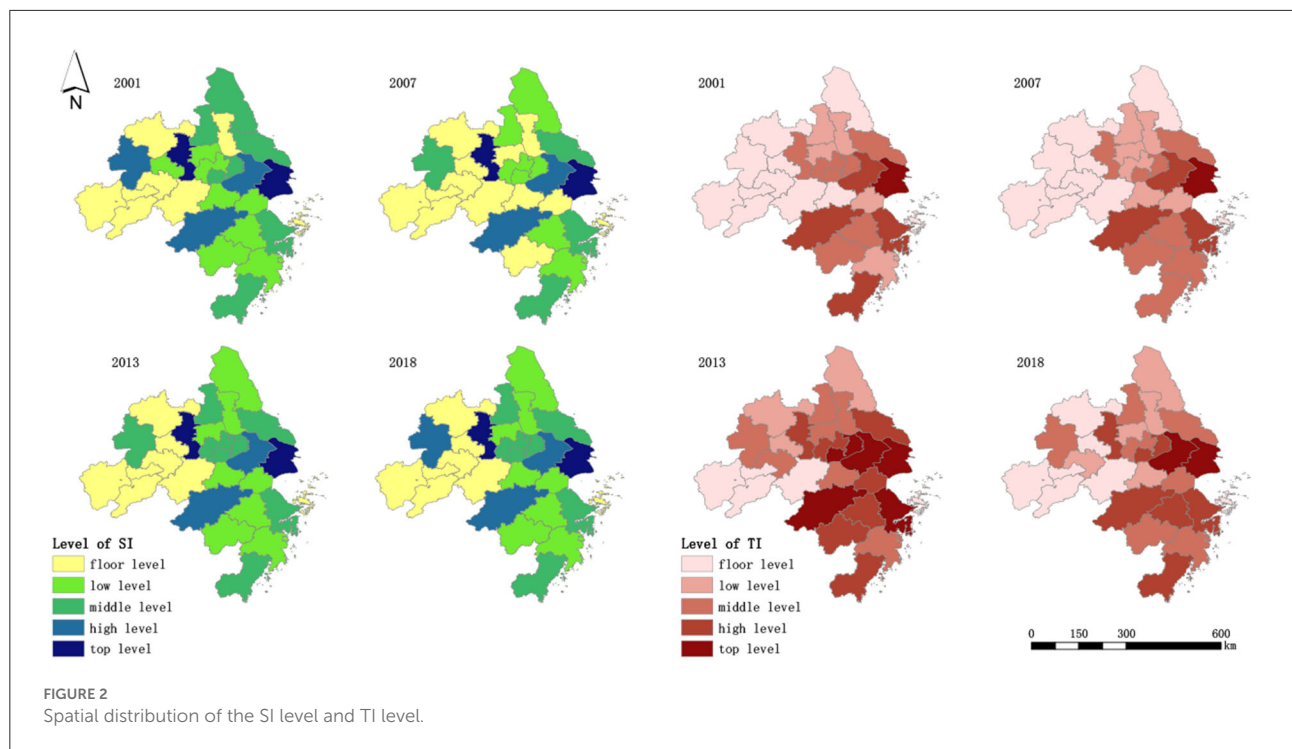 N
2001
2007
2001
2007
2013
2018
2013
2018
Level of SI
floor level
low level
middle level
high level
top level
Level of TI
floor level
low level
middle level
high level
top level
0 150 300 600
km
FIGURE 2
Spatial distribution of the SI level and TI level.